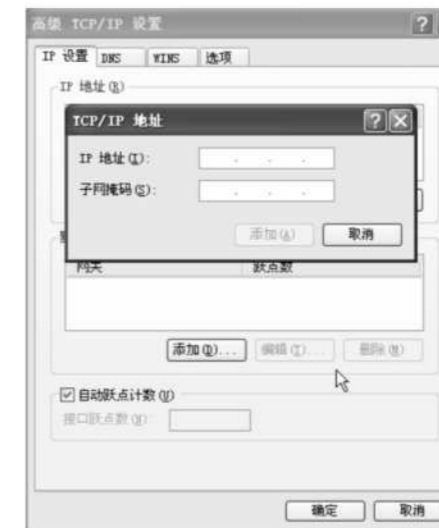 高级 TCP/IP 设置
IP 设置 DNS WINS 选项
IP 地址(R)
TCP/IP 地址
IP 地址(I):
子网掩码(S):
添加(A) 取消
网关 跃点数
添加(D)... 编辑(T)... 删除(M)
自动跃点计数(U)
接口跃点数(N):
确定 取消